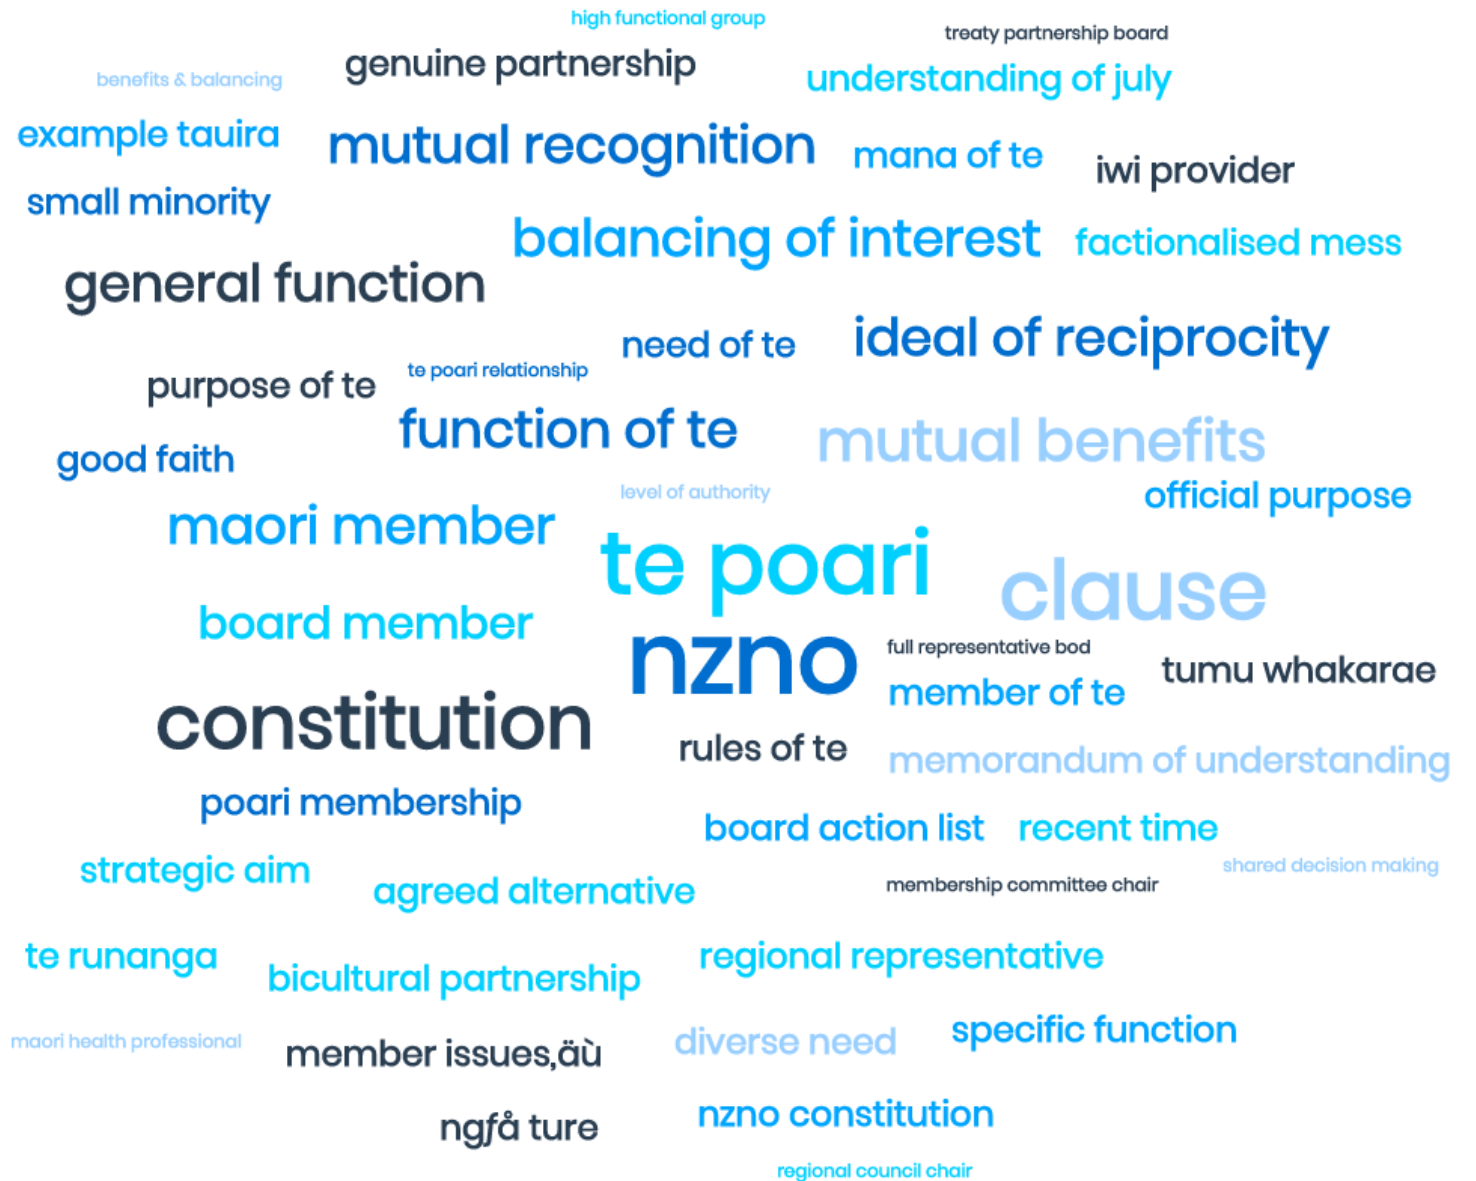 high functional group
treaty partnership board
genuine partnership
benefits & balancing
understanding of july
example tauira
mutual recognition
mana of te
iwi provider
small minority
balancing of interest
factionalised mess
general function
need of te
ideal of reciprocity
te poari relationship
purpose of te
function of te
mutual benefits
good faith
level of authority
official purpose
maori member
te poari
clause
board member
nzno
full representative bod
tumu whakarae
member of te
constitution
rules of te
memorandum of understanding
poari membership
board action list
recent time
shared decision making
strategic aim
agreed alternative
membership committee chair
te runanga
bicultural partnership
regional representative
maori health professional
member issues,äù
diverse need
specific function
ngƒå ture
nzno constitution
regional council chair